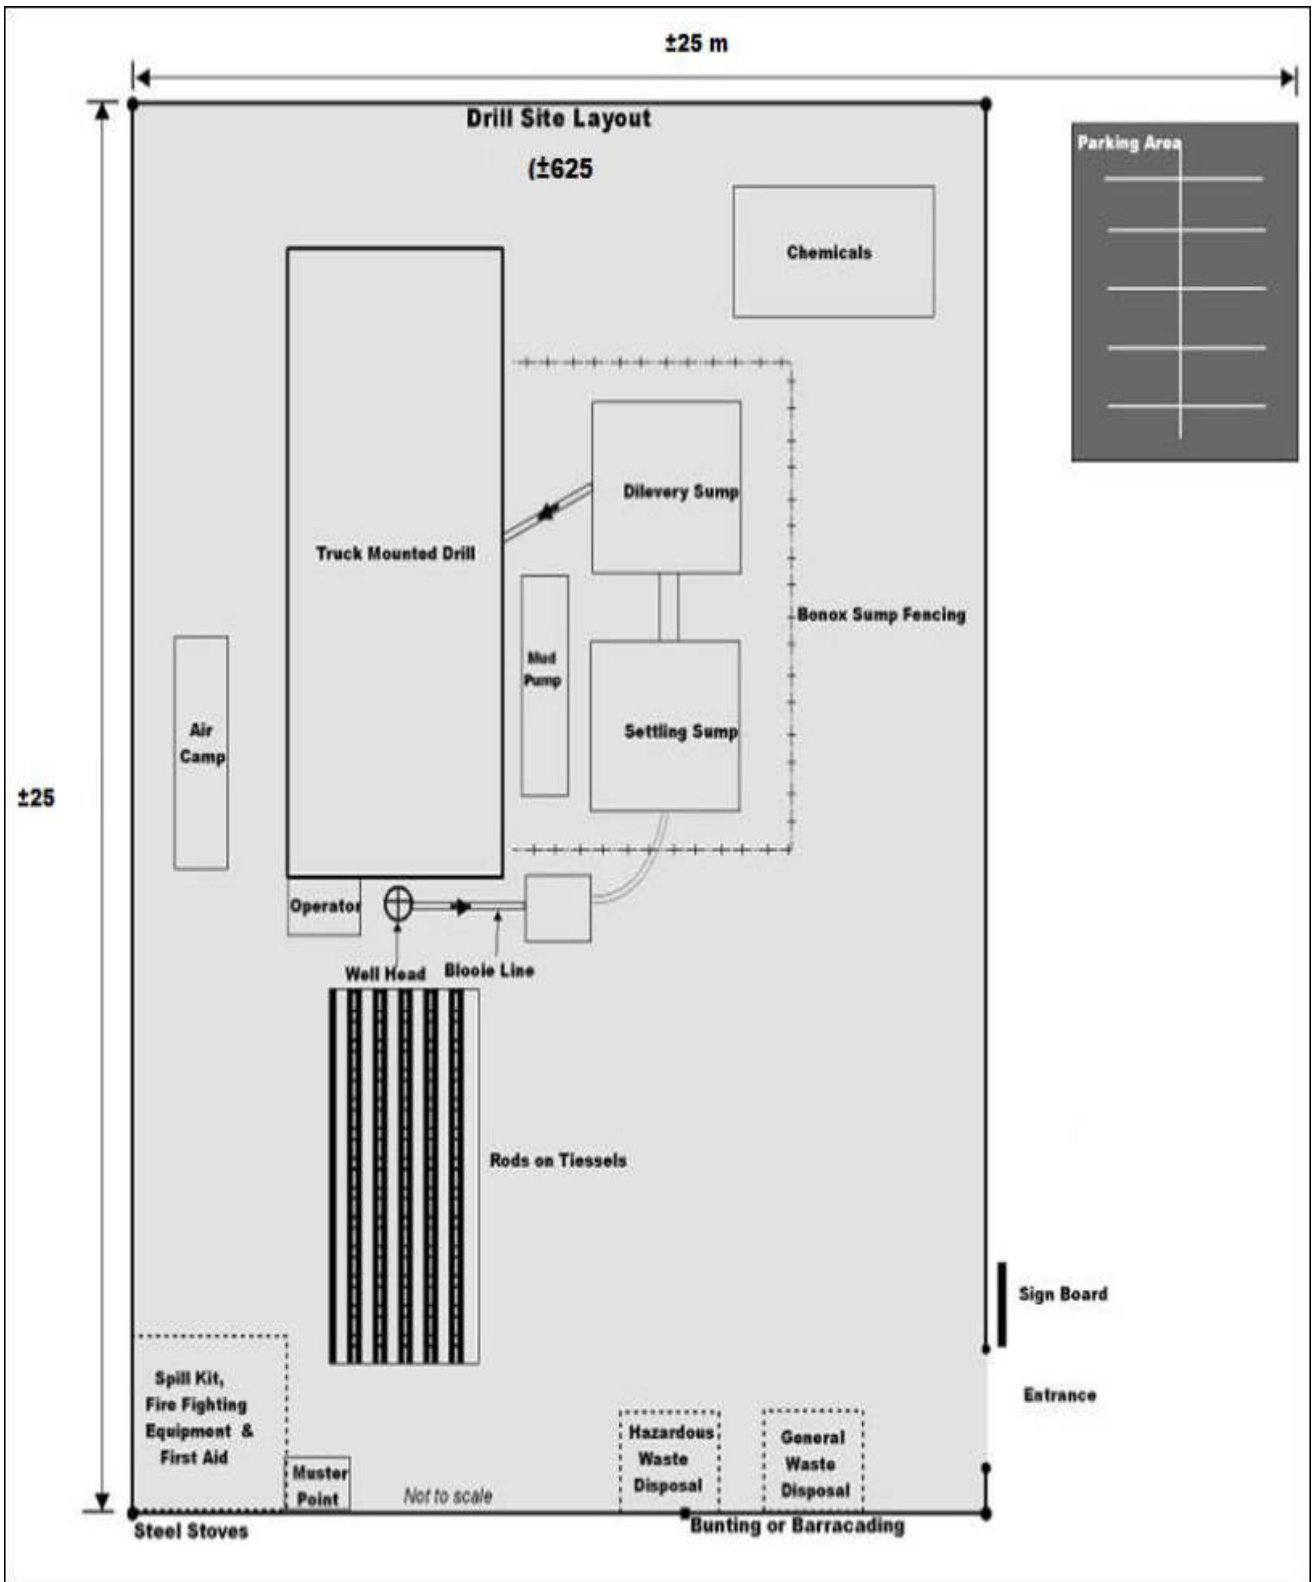 ±25 m
Drill Site Layout
(±625
Parking Area
Chemicals
Dilevery Sump
Truck Mounted Drill
Bonox Sump Fencing
Mud
Pump
Settling Sump
Air
Camp
±25
Operator
Well Head
Blooie Line
Rods on Tiessels
Sign Board
Entrance
Spill Kit,
Fire Fighting
Equipment &
First Aid
Hazardous
Waste
Disposal
General
Waste
Disposal
Muster
Point
Not to scale
Steel Stoves
Bunting or Barracading